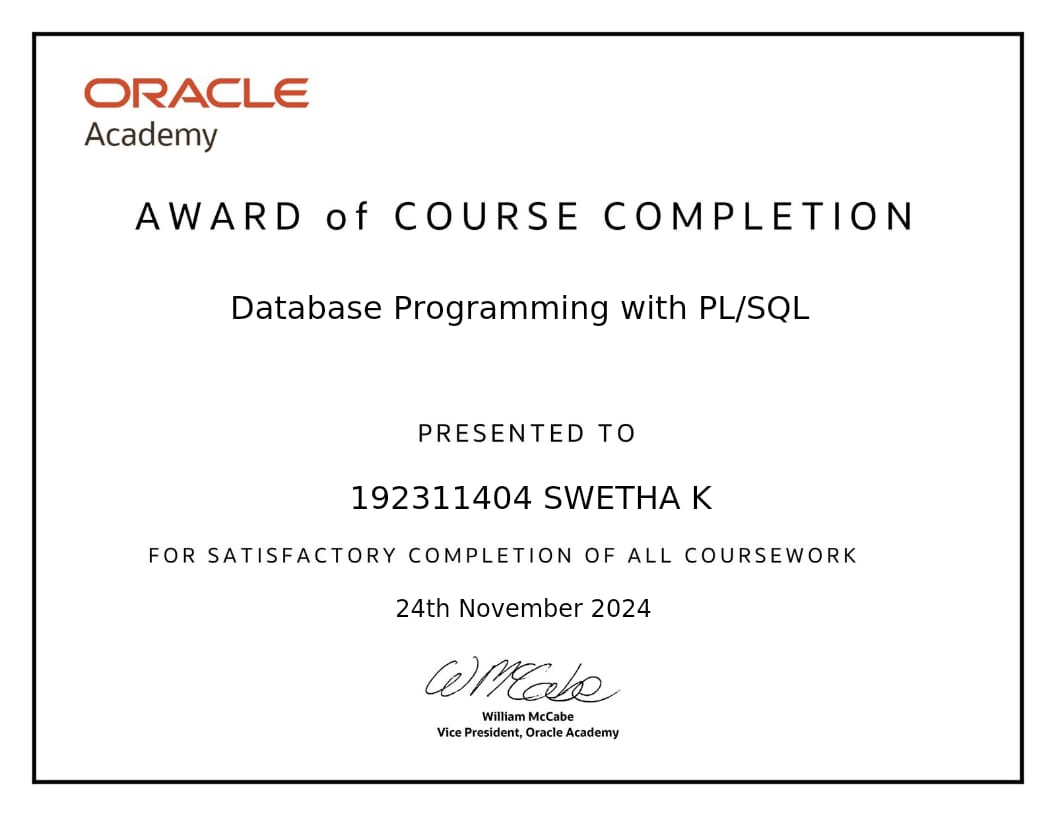 ORACLE
Academy
AWARD of COURSE COMPLETION
Database Programming with PL/SQL
PRESENTED TO
192311404 SWETHA K
FOR SATISFACTORY COMPLETION OF ALL COURSEWORK
24th November 2024
W McCabe
William McCabe
Vice President, Oracle Academy